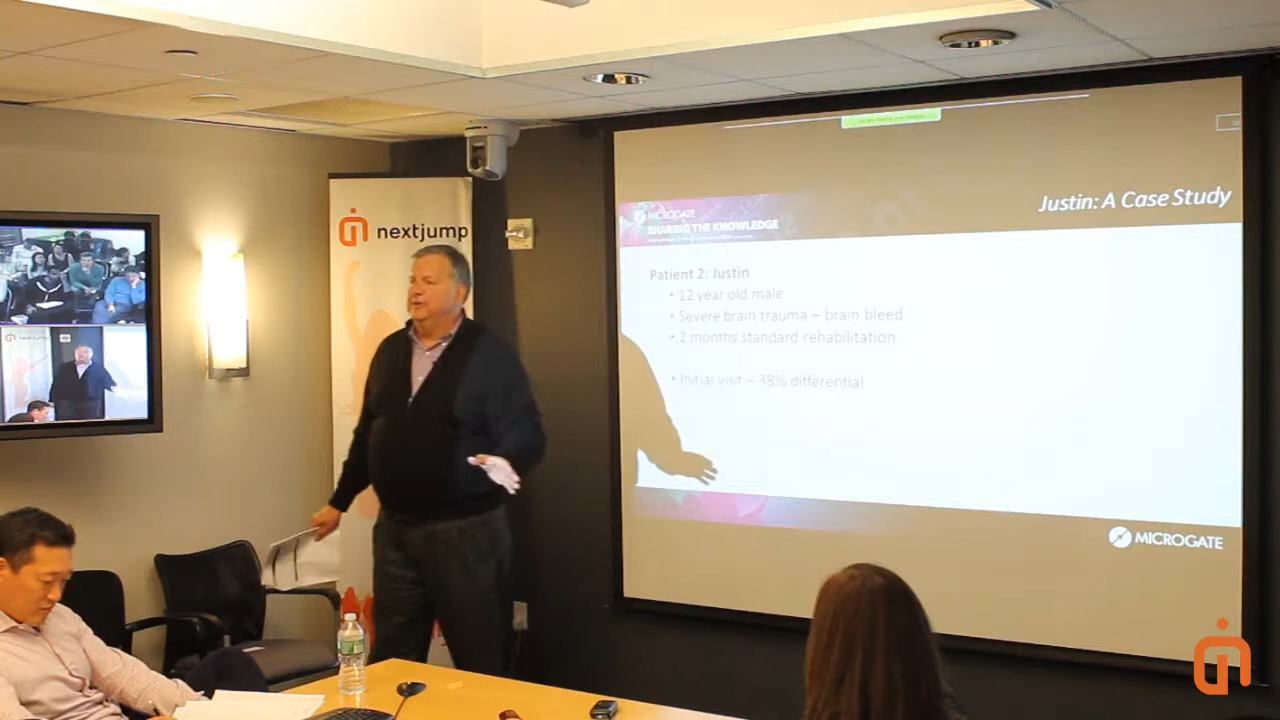 nextjump
nextjump
Justin: A Case Study
MICROGATE
SHARING THE KNOWLEDGE
Patient 2: Justin
• 12 year old male
• Severe brain trauma – brain bleed
• 2 months standard rehabilitation
• Initial visit – 38% differential
MICROGATE